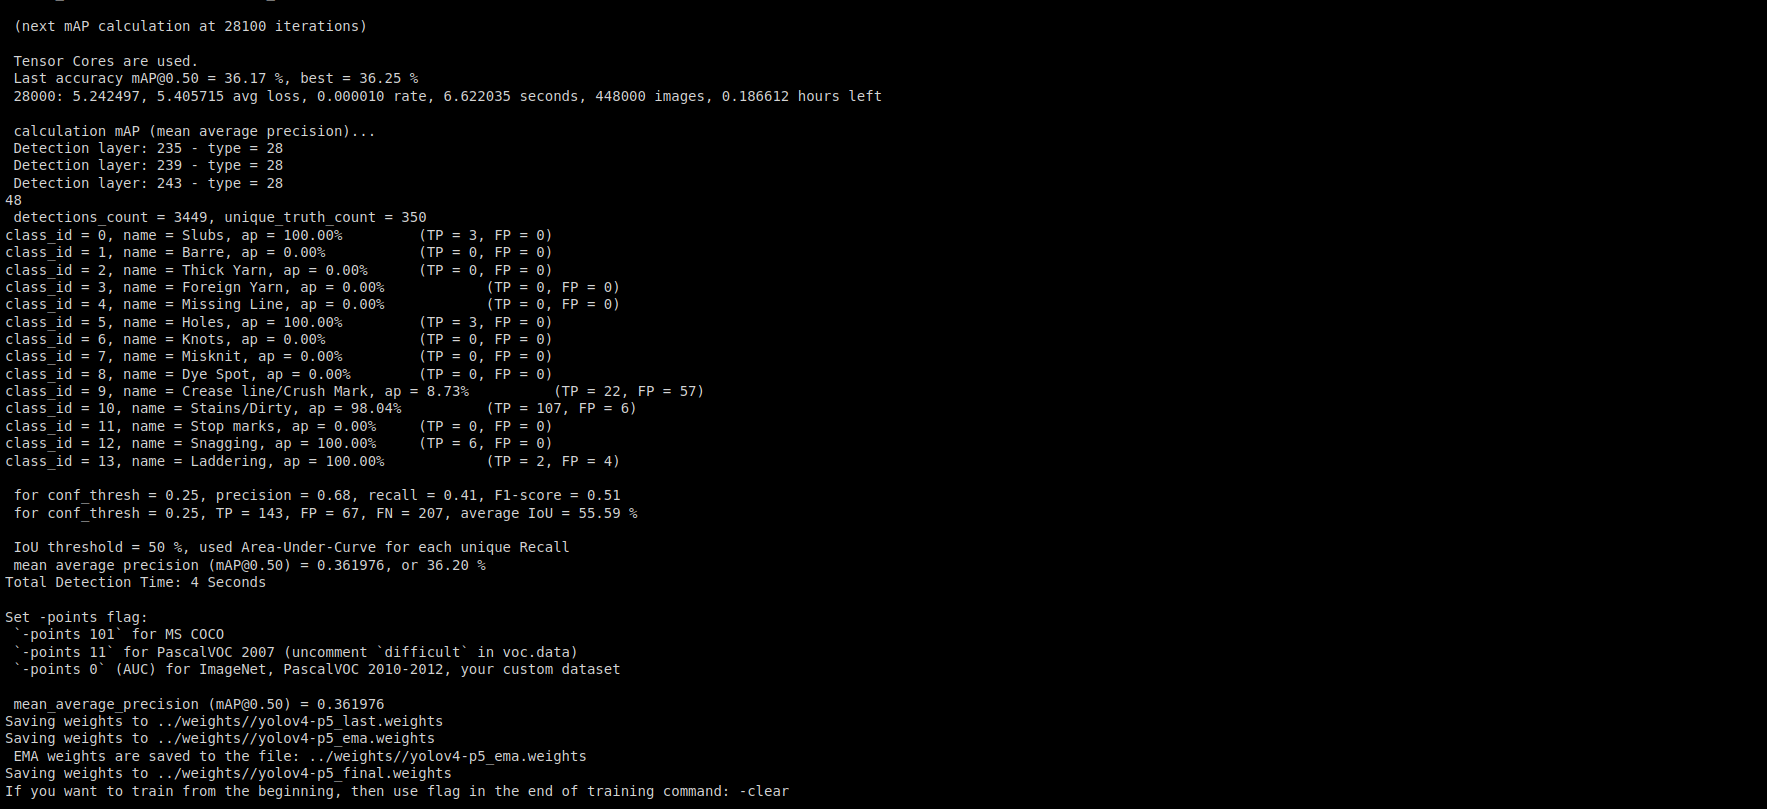 (next mAP calculation at 28100 iterations)
Tensor Cores are used.
Last accuracy mAP@0.50 = 36.17 %, best = 36.25 %
28000: 5.242497, 5.405715 avg loss, 0.000010 rate, 6.622035 seconds, 448000 images, 0.186612 hours left
calculation mAP (mean average precision)...
Detection layer: 235 - type = 28
Detection layer: 239 - type = 28
Detection layer: 243 - type = 28
48
detections_count = 3449, unique_truth_count = 350
class_id = 0, name = Slubs, ap = 100.00% (TP = 3, FP = 0)
class_id = 1, name = Barre, ap = 0.00% (TP = 0, FP = 0)
class_id = 2, name = Thick Yarn, ap = 0.00% (TP = 0, FP = 0)
class_id = 3, name = Foreign Yarn, ap = 0.00% (TP = 0, FP = 0)
class_id = 4, name = Missing Line, ap = 0.00% (TP = 0, FP = 0)
class_id = 5, name = Holes, ap = 100.00% (TP = 3, FP = 0)
class_id = 6, name = Knots, ap = 0.00% (TP = 0, FP = 0)
class_id = 7, name = Misknit, ap = 0.00% (TP = 0, FP = 0)
class_id = 8, name = Dye Spot, ap = 0.00% (TP = 0, FP = 0)
class_id = 9, name = Crease line/Crush Mark, ap = 8.73% (TP = 22, FP = 57)
class_id = 10, name = Stains/Dirty, ap = 98.04% (TP = 107, FP = 6)
class_id = 11, name = Stop marks, ap = 0.00% (TP = 0, FP = 0)
class_id = 12, name = Snagging, ap = 100.00% (TP = 6, FP = 0)
class_id = 13, name = Laddering, ap = 100.00% (TP = 2, FP = 4)
for conf_thresh = 0.25, precision = 0.68, recall = 0.41, F1-score = 0.51
for conf_thresh = 0.25, TP = 143, FP = 67, FN = 207, average IoU = 55.59 %
IoU threshold = 50 %, used Area-Under-Curve for each unique Recall
mean average precision (mAP@0.50) = 0.361976, or 36.20 %
Total Detection Time: 4 Seconds
Set -points flag:
`-points 101` for MS COCO
`-points 11` for PascalVOC 2007 (uncomment `difficult` in voc.data)
`-points 0` (AUC) for ImageNet, PascalVOC 2010-2012, your custom dataset
mean_average_precision (mAP@0.50) = 0.361976
Saving weights to ../weights//yolov4-p5_last.weights
Saving weights to ../weights//yolov4-p5_ema.weights
EMA weights are saved to the file: ../weights//yolov4-p5_ema.weights
Saving weights to ../weights//yolov4-p5_final.weights
If you want to train from the beginning, then use flag in the end of training command: -clear